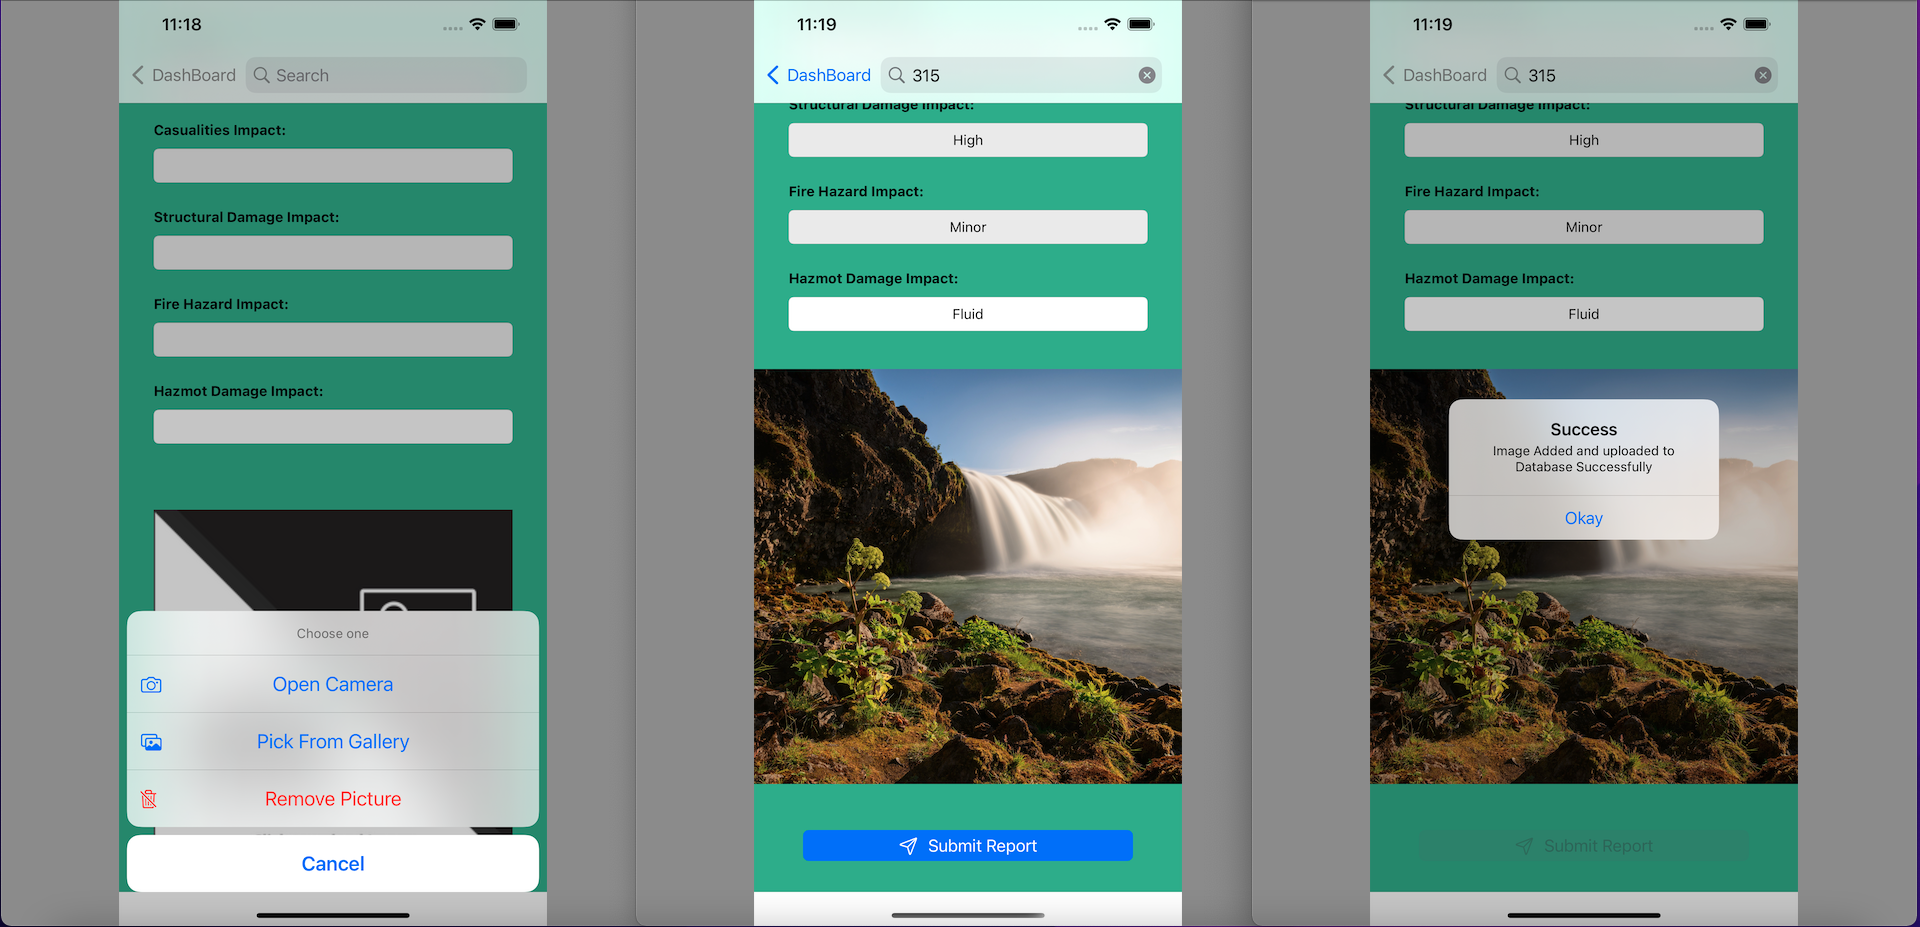 11:18
DashBoard
Search
Casualities Impact:
Structural Damage Impact:
Fire Hazard Impact:
Hazmot Damage Impact:
Choose one
Open Camera
Pick From Gallery
Remove Picture
Cancel
11:19
DashBoard
315
Structural Damage Impact:
High
Fire Hazard Impact:
Minor
Hazmot Damage Impact:
Fluid
Submit Report
11:19
DashBoard
315
Structural Damage Impact:
High
Fire Hazard Impact:
Minor
Hazmot Damage Impact:
Fluid
Success
Image Added and uploaded to
Database Successfully
Okay
Submit Report